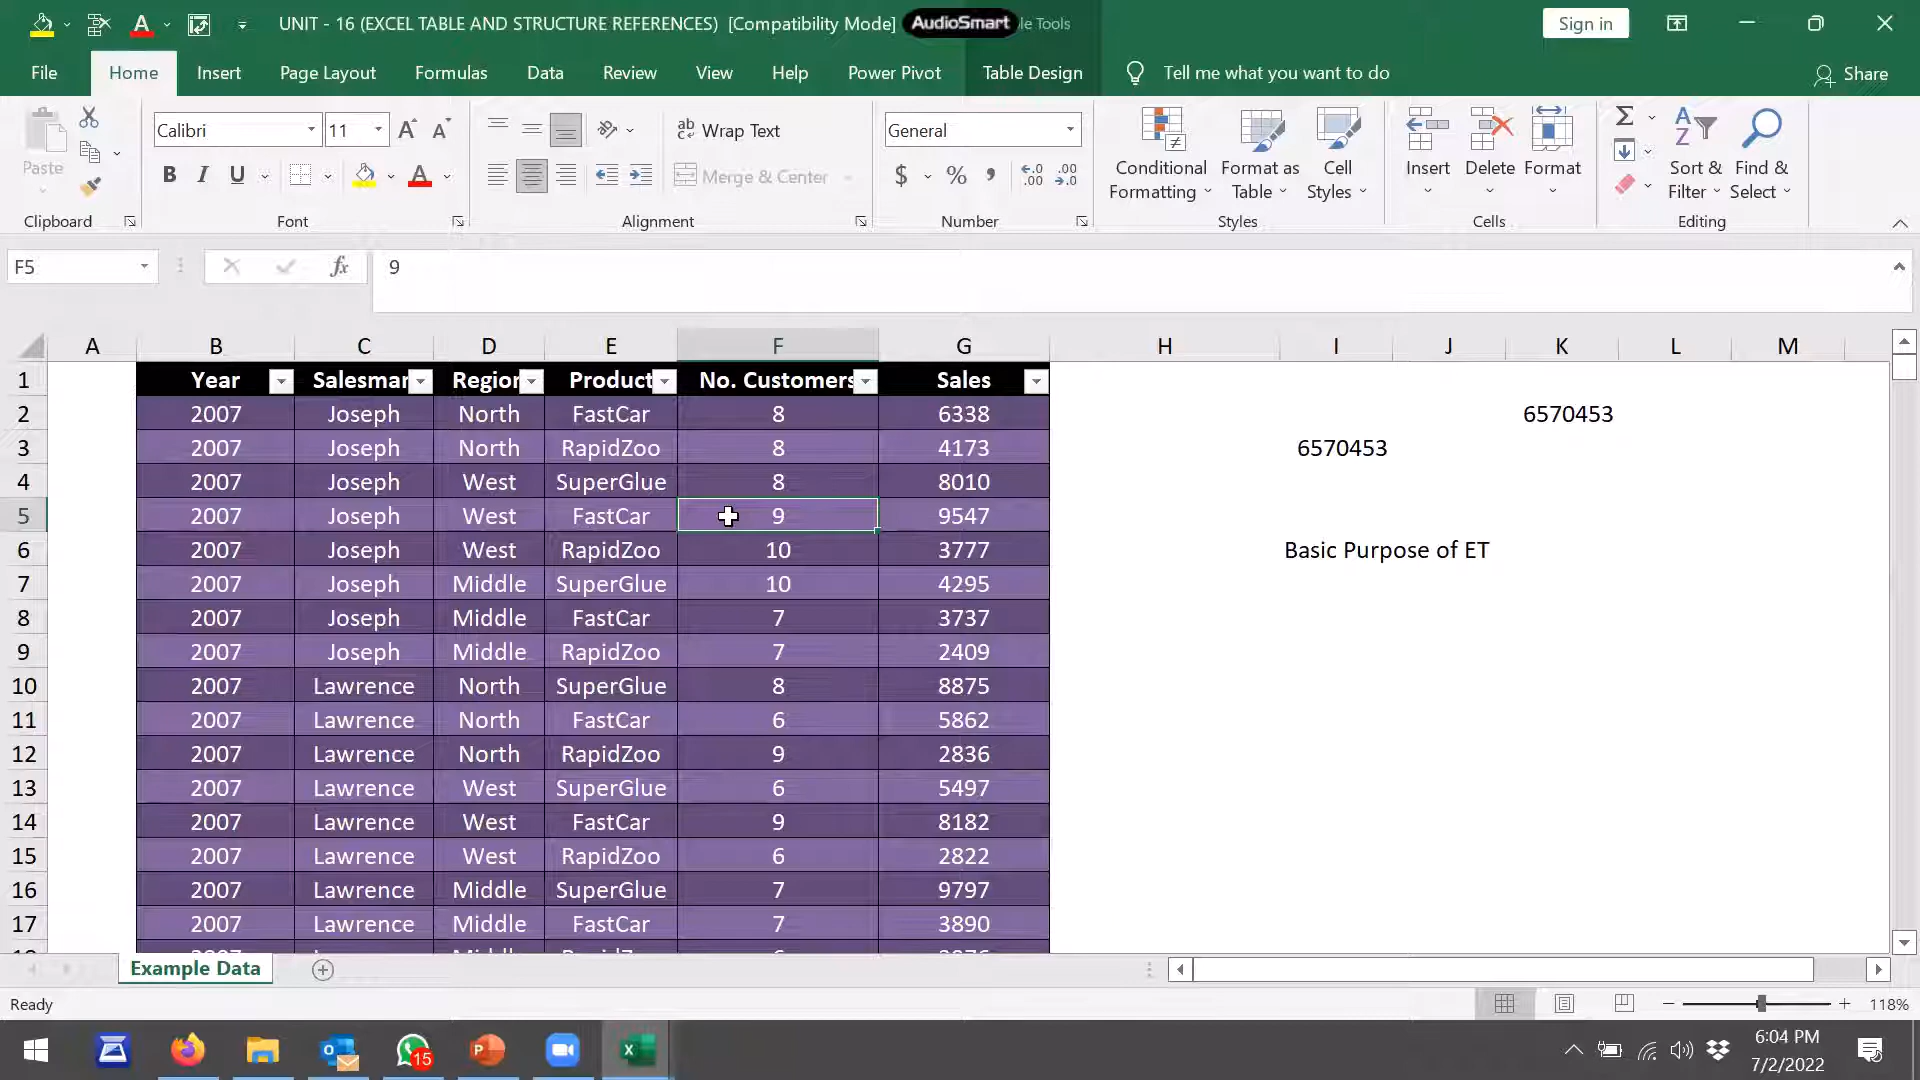 UNIT - 16 (EXCEL TABLE AND STRUCTURE REFERENCES) [Compatibility Mode]
AudioSmart
le Tools
Sign in
File Home Insert Page Layout Formulas Data Review View Help Power Pivot Table Design Tell me what you want to do Share
Calibri 11 Wrap Text General
Paste B I U A Merge & Center $ % , Conditional Formatting Format as Table Cell Styles Insert Delete Format Sort & Filter Find & Select
Clipboard Font Alignment Number Styles Cells Editing
F5 fx 9
A B C D E F G H I J K L M
1 Year Salesmar Region Product No. Customers Sales
2 2007 Joseph North FastCar 8 6338 6570453
3 2007 Joseph North RapidZoo 8 4173 6570453
4 2007 Joseph West SuperGlue 8 8010
5 2007 Joseph West FastCar 9 9547
6 2007 Joseph West RapidZoo 10 3777 Basic Purpose of ET
7 2007 Joseph Middle SuperGlue 10 4295
8 2007 Joseph Middle FastCar 7 3737
9 2007 Joseph Middle RapidZoo 7 2409
10 2007 Lawrence North SuperGlue 8 8875
11 2007 Lawrence North FastCar 6 5862
12 2007 Lawrence North RapidZoo 9 2836
13 2007 Lawrence West SuperGlue 6 5497
14 2007 Lawrence West FastCar 9 8182
15 2007 Lawrence West RapidZoo 6 2822
16 2007 Lawrence Middle SuperGlue 7 9797
17 2007 Lawrence Middle FastCar 7 3890
Example Data
Ready 118%
15
6:04 PM
7/2/2022